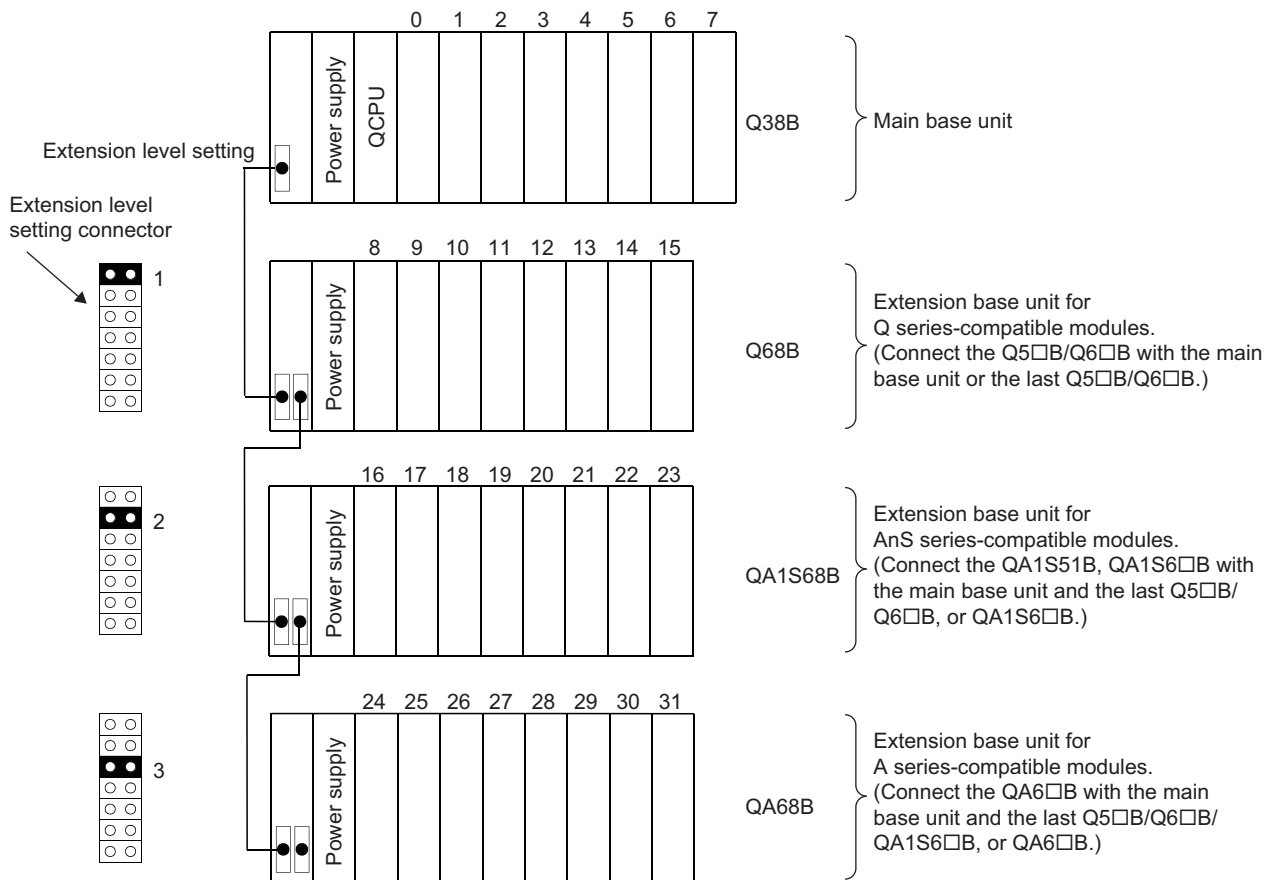 0 1 2 3 4 5 6 7
Power supply
QCPU
Q38B
Main base unit
Extension level setting
Extension level
setting connector
1
8 9 10 11 12 13 14 15
Power supply
Q68B
Extension base unit for
Q series-compatible modules.
(Connect the Q5□B/Q6□B with the main
base unit or the last Q5□B/Q6□B.)
2
16 17 18 19 20 21 22 23
Power supply
QA1S68B
Extension base unit for
AnS series-compatible modules.
(Connect the QA1S51B, QA1S6□B with
the main base unit and the last Q5□B/
Q6□B, or QA1S6□B.)
3
24 25 26 27 28 29 30 31
Power supply
QA68B
Extension base unit for
A series-compatible modules.
(Connect the QA6□B with the main
base unit and the last Q5□B/Q6□B/
QA1S6□B, or QA6□B.)